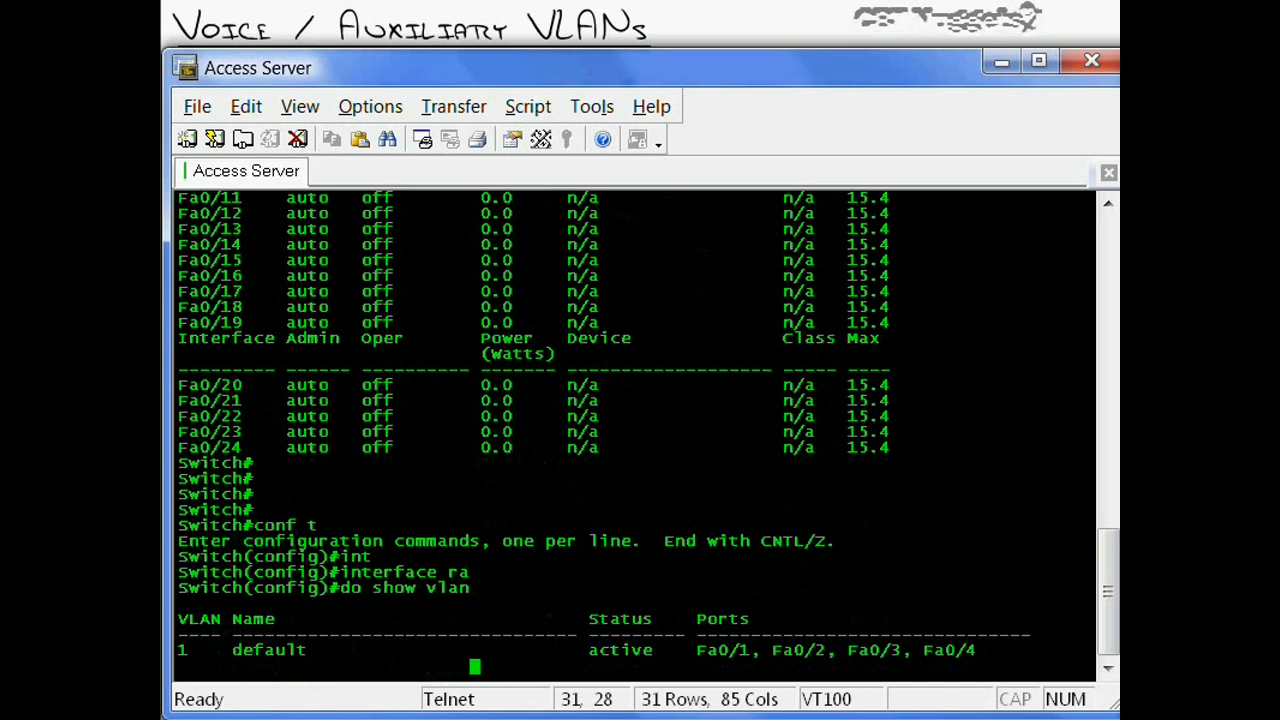 VOICE / AUXILIARY VLANS
Access Server
File Edit View Options Transfer Script Tools Help
Access Server
Fa0/11 auto off 0.0 n/a n/a 15.4
Fa0/12 auto off 0.0 n/a n/a 15.4
Fa0/13 auto off 0.0 n/a n/a 15.4
Fa0/14 auto off 0.0 n/a n/a 15.4
Fa0/15 auto off 0.0 n/a n/a 15.4
Fa0/16 auto off 0.0 n/a n/a 15.4
Fa0/17 auto off 0.0 n/a n/a 15.4
Fa0/18 auto off 0.0 n/a n/a 15.4
Fa0/19 auto off 0.0 n/a n/a 15.4
Interface Admin Oper Power Device Class Max
(Watts)
--------- ------ ---------- ------- ------------------- ----- ----
Fa0/20 auto off 0.0 n/a n/a 15.4
Fa0/21 auto off 0.0 n/a n/a 15.4
Fa0/22 auto off 0.0 n/a n/a 15.4
Fa0/23 auto off 0.0 n/a n/a 15.4
Fa0/24 auto off 0.0 n/a n/a 15.4
Switch#
Switch#
Switch#
Switch#
Switch#conf t
Enter configuration commands, one per line.  End with CNTL/Z.
Switch(config)#int
Switch(config)#interface ra
Switch(config)#do show vlan
VLAN Name Status Ports
---- -------------------------------- --------- -------------------------------
1 default active Fa0/1, Fa0/2, Fa0/3, Fa0/4
Ready Telnet 31, 28 31 Rows, 85 Cols VT100 CAP NUM